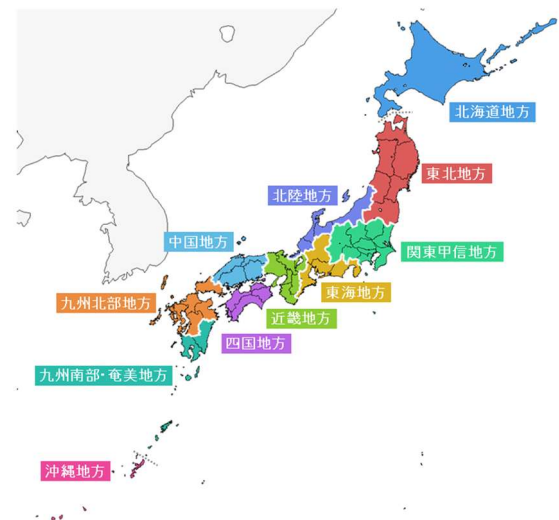 北海道地方
東北地方
北陸地方
中国地方
関東甲信地方
東海地方
九州北部地方
近畿地方
四国地方
九州南部･奄美地方
沖縄地方